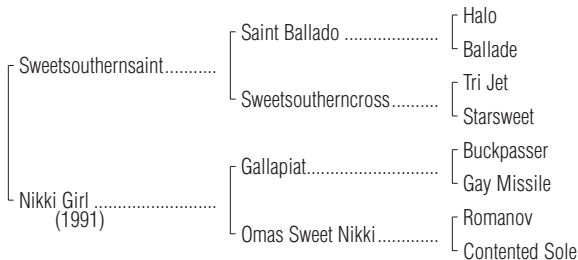 Halo
Saint Ballado ..................
Ballade
Sweetsouthernsaint...........
Tri Jet
Sweetsoutherncross..........
Starsweet
Buckpasser
Gallapiat.........................
Gay Missile
Nikki Girl .......................
(1991)
Romanov
Omas Sweet Nikki.............
Contented Sole